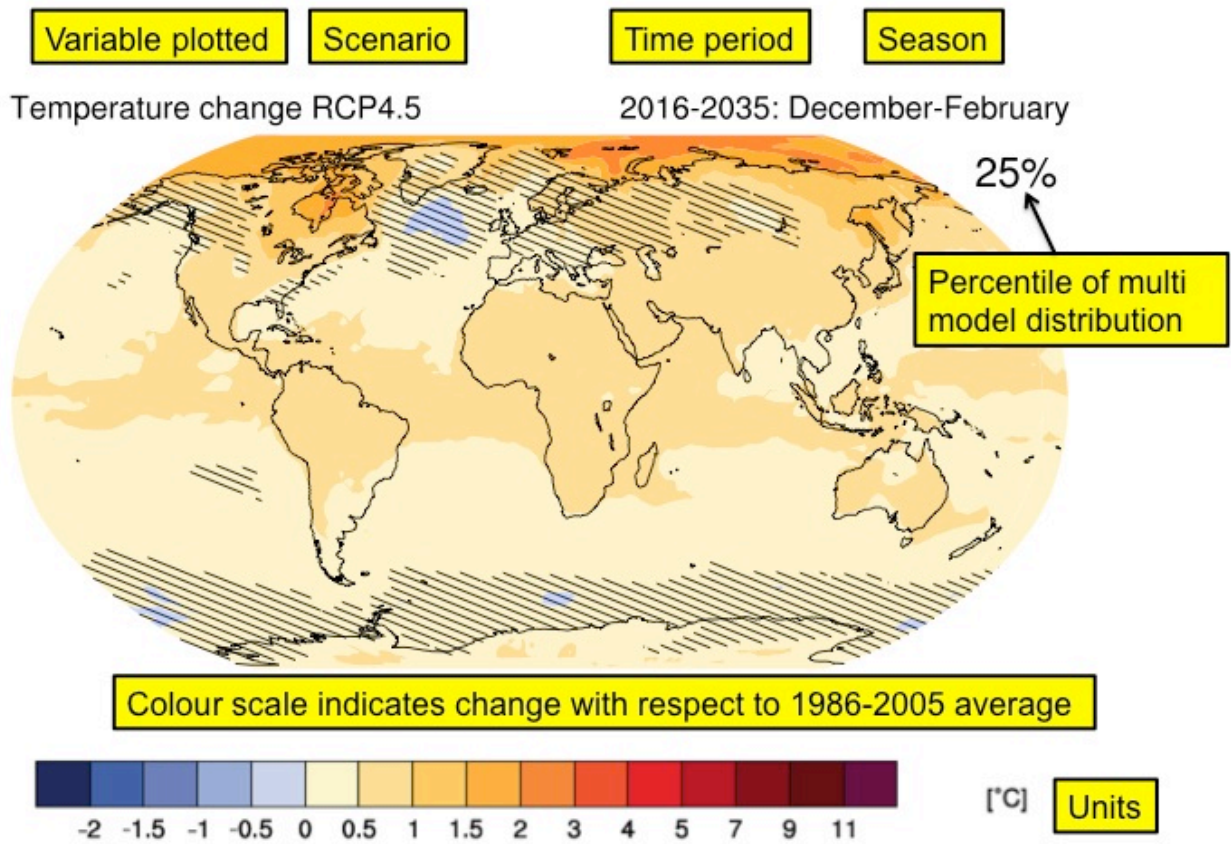 Variable plotted
Scenario
Time period
Season
Temperature change RCP4.5
2016-2035: December-February
25%
Percentile of multi
model distribution
Colour scale indicates change with respect to 1986-2005 average
-2 -1.5 -1 -0.5 0 0.5 1 1.5 2 3 4 5 7 9 11
[°C]
Units